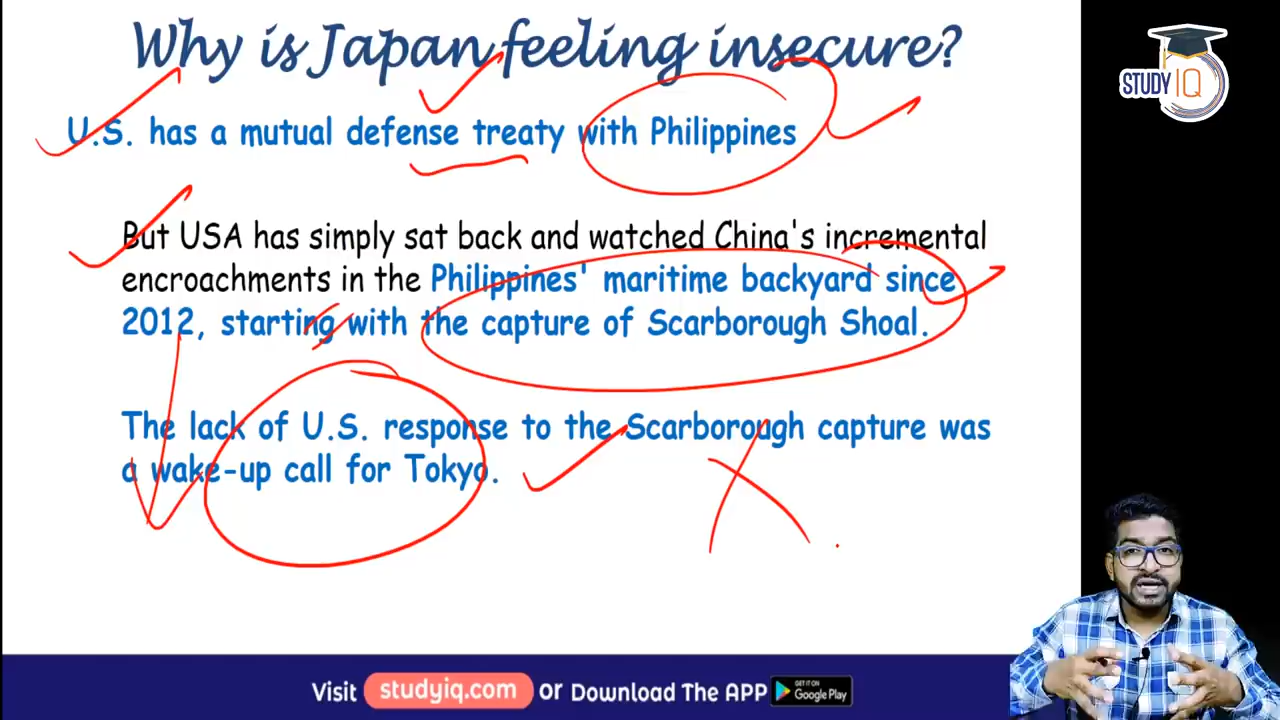 Why is Japan feeling insecure?
STUDY IQ
U.S. has a mutual defense treaty with Philippines
But USA has simply sat back and watched China's incremental
encroachments in the Philippines' maritime backyard since
2012, starting with the capture of Scarborough Shoal.
The lack of U.S. response to the Scarborough capture was
a wake-up call for Tokyo.
Visit studyiq.com or Download The APP GET IT ON Google Play